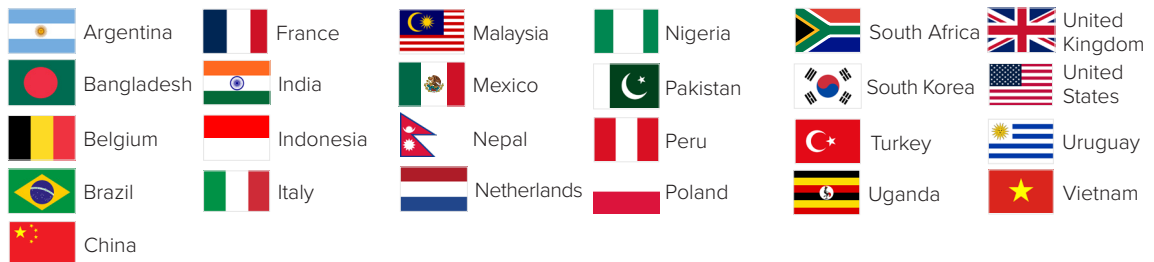 Argentina
Bangladesh
Belgium
Brazil
China
France
India
Indonesia
Italy
Malaysia
Mexico
Nepal
Netherlands
Nigeria
Pakistan
Peru
Poland
South Africa
South Korea
Turkey
Uganda
United
Kingdom
United
States
Uruguay
Vietnam